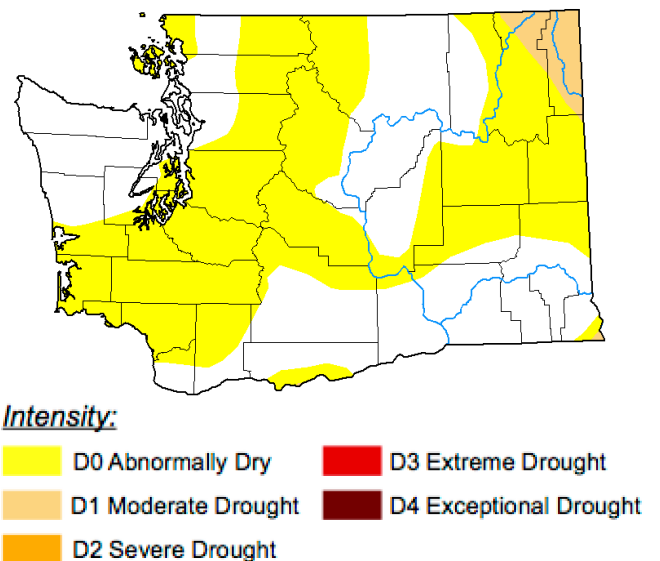 Intensity:
D0 Abnormally Dry
D3 Extreme Drought
D1 Moderate Drought
D4 Exceptional Drought
D2 Severe Drought